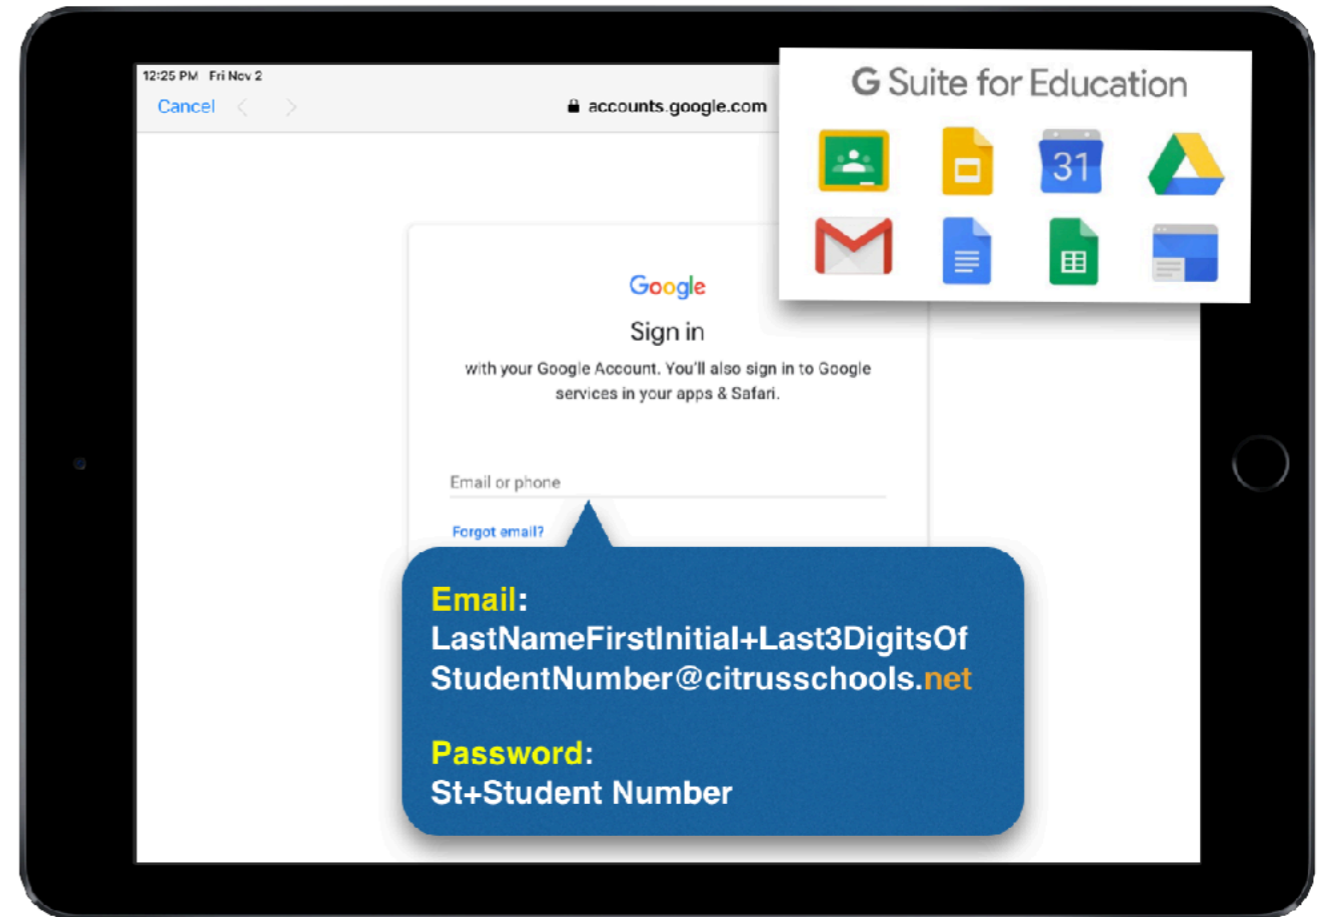 12:25 PM Fri Nov 2
Cancel
accounts.google.com
G Suite for Education
31
Google
Sign in
with your Google Account. You'll also sign in to Google
services in your apps & Safari.
Email or phone
Forgot email?
Email:
LastNameFirstInitial+Last3DigitsOf
StudentNumber@citrusschools.net
Password:
St+Student Number